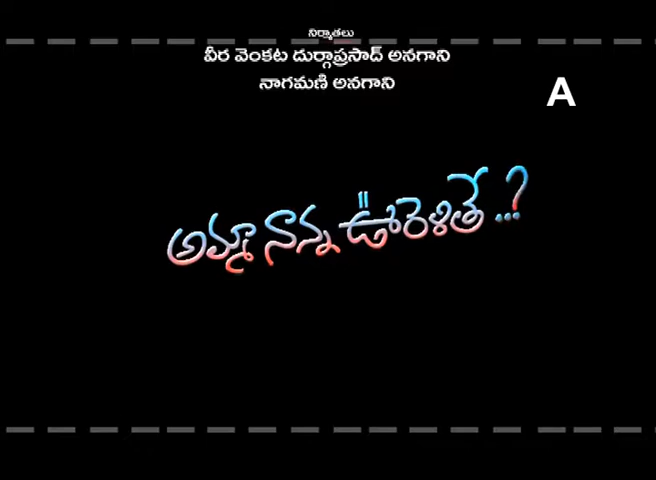 నిర్మాతలు
వీర వెంకట దుర్గాప్రసాద్ అనగాని
నాగమణి అనగాని
A
అమ్మా నాన్న ఊరెళితే...?